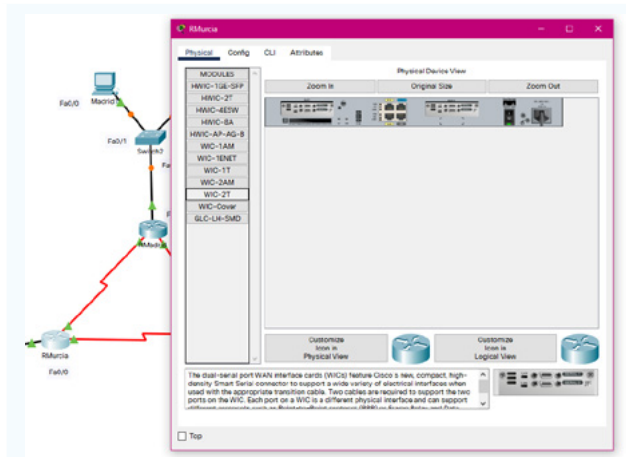 RMurcia
Physical Config CLI Attributes
MODULES
HWIC-1GE-SFP
HWIC-2T
HWIC-4ESW
HWIC-8A
HWIC-AP-AG-B
WIC-1AM
WIC-1ENET
WIC-1T
WIC-2AM
WIC-2T
WIC-Cover
GLC-LH-SMD
Physical Device View
Zoom In Original Size Zoom Out
Customize
Icon in
Physical View
Customize
Icon in
Logical View
The dual-serial port WAN interface cards (WICs) feature Cisco's new, compact, high-
density Smart Serial connector to support a wide variety of electrical interfaces when
used with the appropriate transition cable. Two cables are required to support the two
ports on the WIC. Each port on a WIC is a different physical interface and can support
Top
Fa0/0
Madrid
Fa0/1
Switch2
Fa
RMadrid
RMurcia
Fa0/0